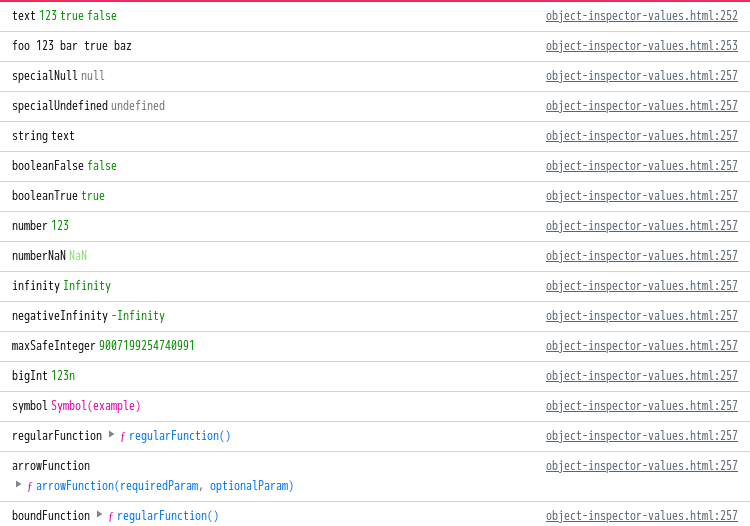 text 123 true false object-inspector-values.html:252
foo 123 bar true baz object-inspector-values.html:253
specialNull null object-inspector-values.html:257
specialUndefined undefined object-inspector-values.html:257
string text object-inspector-values.html:257
booleanFalse false object-inspector-values.html:257
booleanTrue true object-inspector-values.html:257
number 123 object-inspector-values.html:257
numberNaN NaN object-inspector-values.html:257
infinity Infinity object-inspector-values.html:257
negativeInfinity -Infinity object-inspector-values.html:257
maxSafeInteger 9007199254740991 object-inspector-values.html:257
bigInt 123n object-inspector-values.html:257
symbol Symbol(example) object-inspector-values.html:257
regularFunction ƒ regularFunction() object-inspector-values.html:257
arrowFunction object-inspector-values.html:257
ƒ arrowFunction(requiredParam, optionalParam)
boundFunction ƒ regularFunction() object-inspector-values.html:257